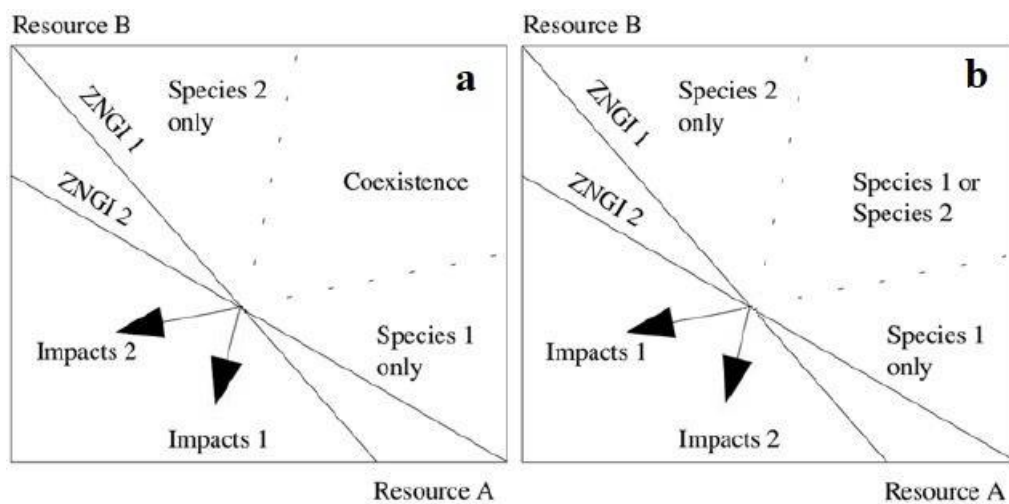 Resource B
a
Species 2
only
ZNGI 1
ZNGI 2
Coexistence
Impacts 2
Species 1
only
Impacts 1
Resource A
Resource B
b
Species 2
only
ZNGI 1
ZNGI 2
Species 1 or
Species 2
Impacts 1
Species 1
only
Impacts 2
Resource A